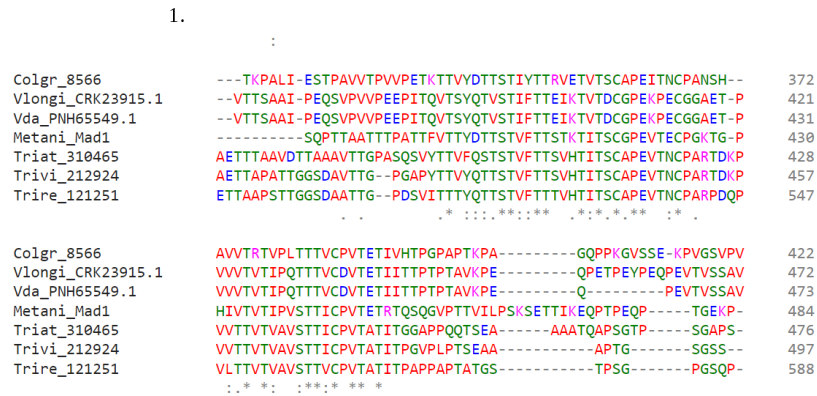 1.
:
Colgr_8566 ---TKPALI-ESTPAVVTPVVPETKTTVYDTTSTIYTTRVETVTSCAPEITNCPANSH-- 372
Vlongi_CRK23915.1 --VTTSAAI-PEQSVPVVPEEPITQVTSYQTVSTIFTTEIKTVTDCGPEKPECGGAET-P 421
Vda_PNH65549.1 --VTTSAAI-PEQSVPVVPEEPITQVTSYQTVSTIFTTEIKTVTDCGPEKPECGGAET-P 431
Metani_Mad1 ----------SQPTTAATTTPATTFVTTYDTTSTVFTTSTKTITSCGPEVTECPGKTG-P 430
Triat_310465 AETTTAAVDTTAAAVTTGPASQSVYTTVFQSTSTVFTTSVHTITSCAPEVTNCPARTDKP 428
Trivi_212924 AETTAPATTGGSDAVTTG--PGAPYTTVYQTTSTVFTTSVHTITSCAPEVTNCPARTDKP 457
Trire_121251 ETTAAPSTTGGSDAATTG--PDSVITTTYQTTSTVFTTTVHTITSCAPEVTNCPARPDQP 547
. . .* :::.**::** .*:*.*.** :* .
Colgr_8566 AVVTRTVPLTTTVCPVTETIVHTPGPAPTKPA---------GQPPKGVSSE-KPVGSVPV 422
Vlongi_CRK23915.1 VVVTVTIPQTTTVCDVTETIITTPTPTAVKPE---------QPETPEYPEQPEVTVSSAV 472
Vda_PNH65549.1 VVVTVTIPQTTTVCDVTETIITTPTPTAVKPE---------Q---------PEVTVSSAV 473
Metani_Mad1 HIVTVTIPVSTTICPVTETRTQSQGVPTTVILPSKSETTIKEQPTPEQP-----TGEKP- 484
Triat_310465 VVTTVTVAVSTTICPVTATITGGAPPQQTSEA------AAATQAPSGTP-----SGAPS- 476
Trivi_212924 VVTTVTVAVSTTICPVTATITPGVPLPTSEAA-----------APTG-------SGSS-- 497
Trire_121251 VLTTVTVAVSTTVCPVTATITPAPPAPTATGS-----------TPSG------PGSQP- 588
:.* *: :**:* ** *